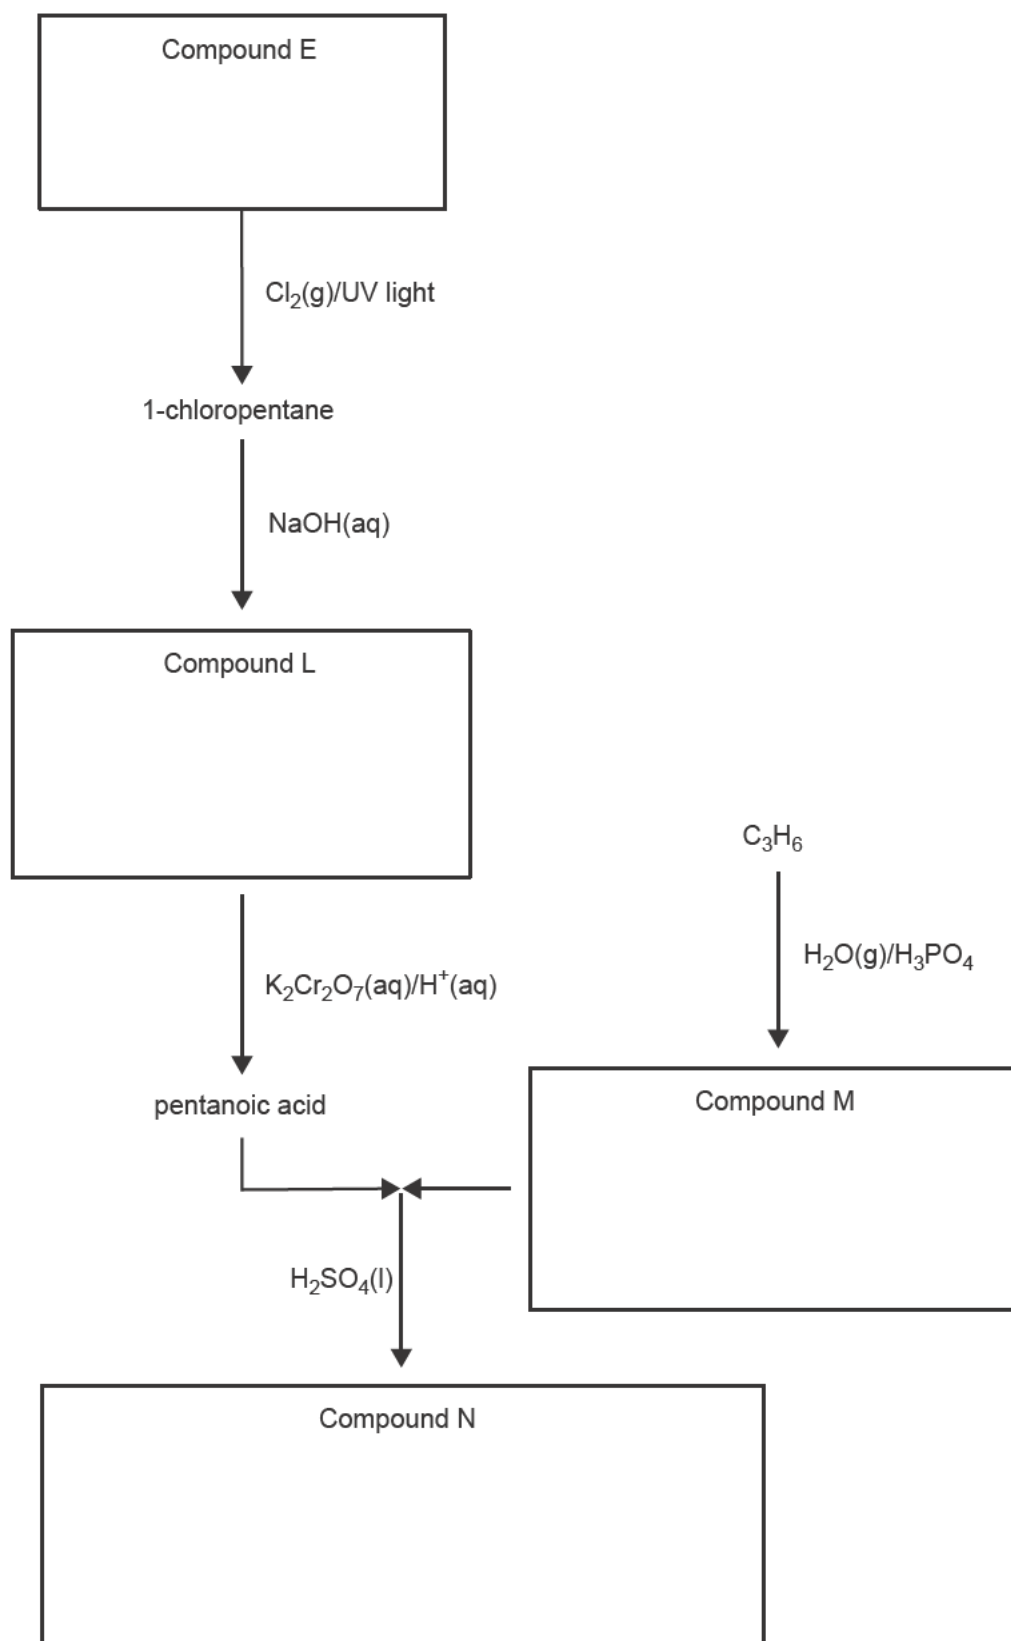 Compound E
Cl₂(g)/UV light
1-chloropentane
NaOH(aq)
Compound L
C₃H₆
H₂O(g)/H₃PO₄
K₂Cr₂O₇(aq)/H⁺(aq)
pentanoic acid
Compound M
H₂SO₄(l)
Compound N